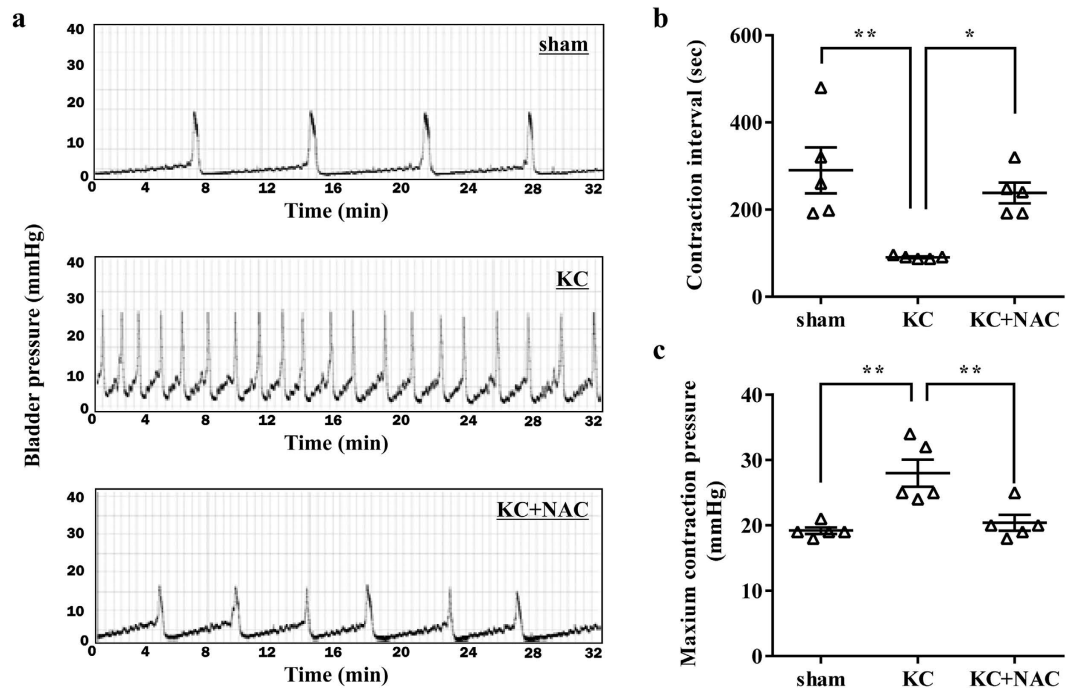 a
Bladder pressure (mmHg)
40
30
20
10
0
sham
0 4 8 12 16 20 24 28 32
Time (min)
40
30
20
10
0
KC
0 4 8 12 16 20 24 28 32
Time (min)
40
30
20
10
0
KC+NAC
0 4 8 12 16 20 24 28 32
Time (min)
b
Contraction interval (sec)
600
400
200
0
** *
sham KC KC+NAC
c
Maxium contraction pressure
(mmHg)
40
30
20
10
0
** **
sham KC KC+NAC